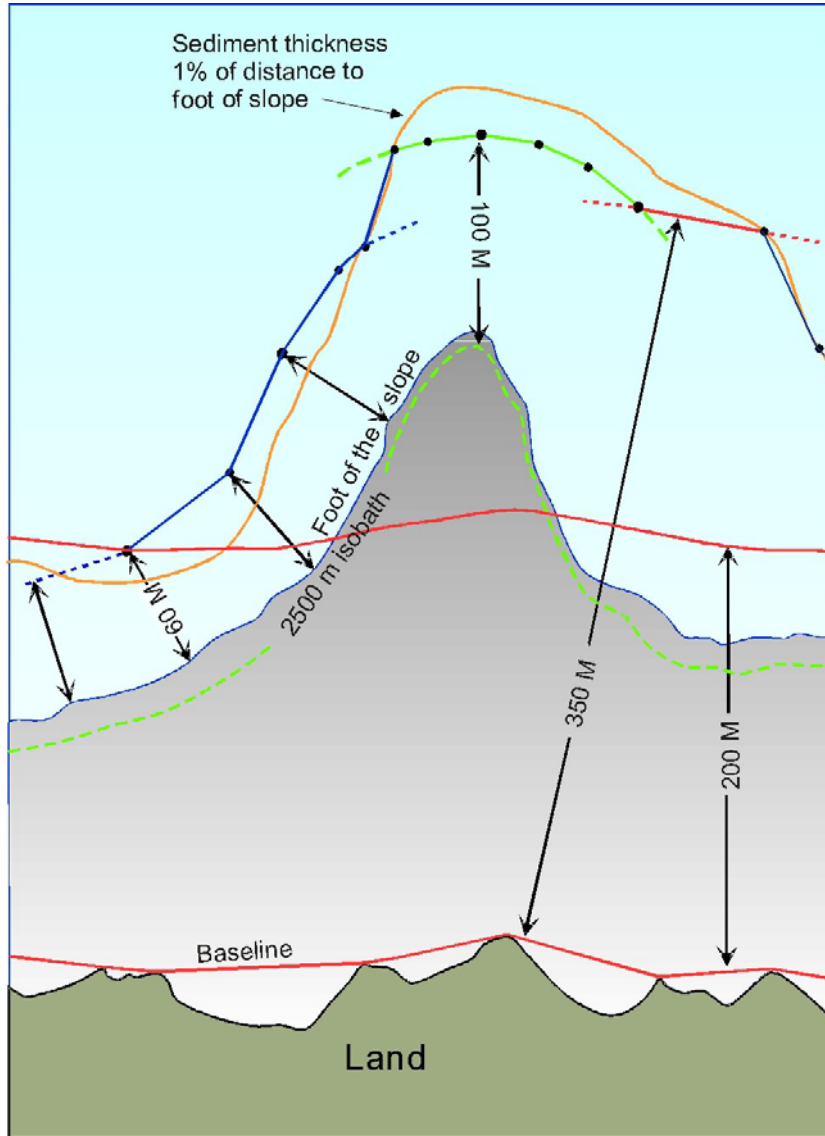 Sediment thickness
1% of distance to
foot of slope
100 M
Foot of the slope
2500 m isobath
60 M
350 M
200 M
Baseline
Land